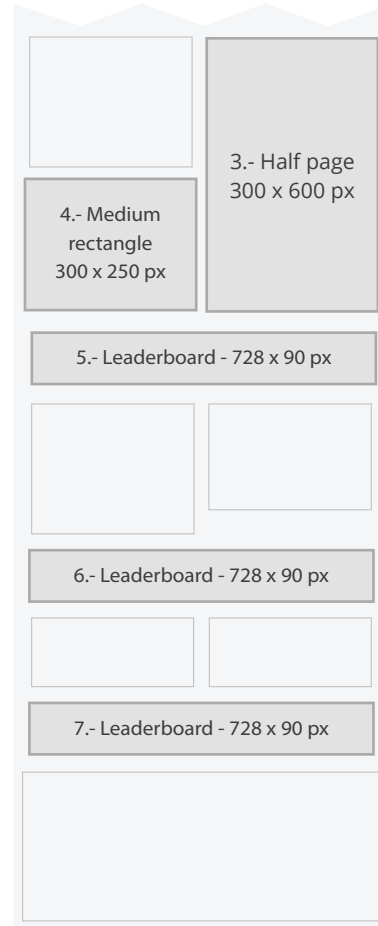 3.- Half page
300 x 600 px
4.- Medium
rectangle
300 x 250 px
5.- Leaderboard - 728 x 90 px
6.- Leaderboard - 728 x 90 px
7.- Leaderboard - 728 x 90 px